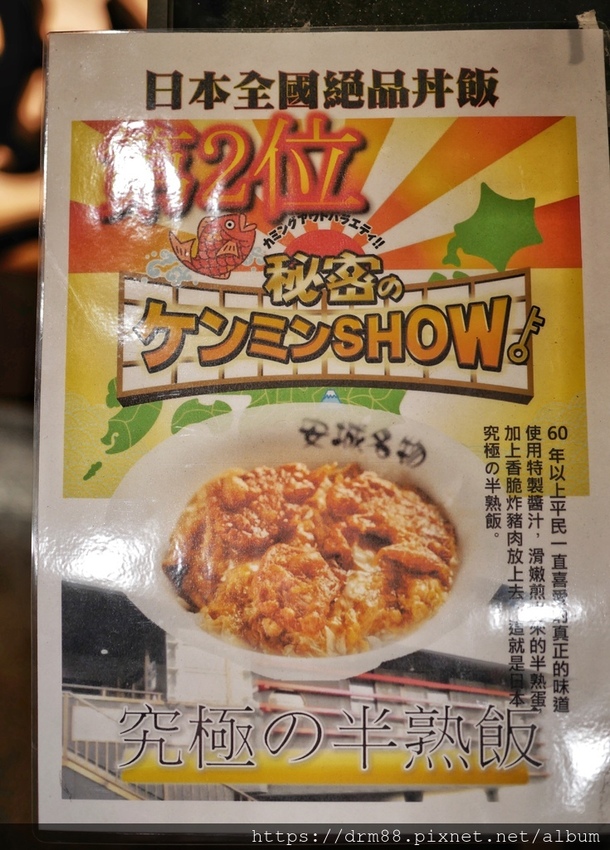 日本全國絕品丼飯
第2位
カミングアウトバラエティ!!
秘密の
ケンミンSHOW
安城名物
60年以上平民一直喜愛的真正的味道
使用特製醬汁，滑嫩煎出來的半熟蛋，
加上香脆炸豬肉放上去，這就是日本
究極の半熟飯。
究極の半熟飯
https://drm88.pixnet.net/album